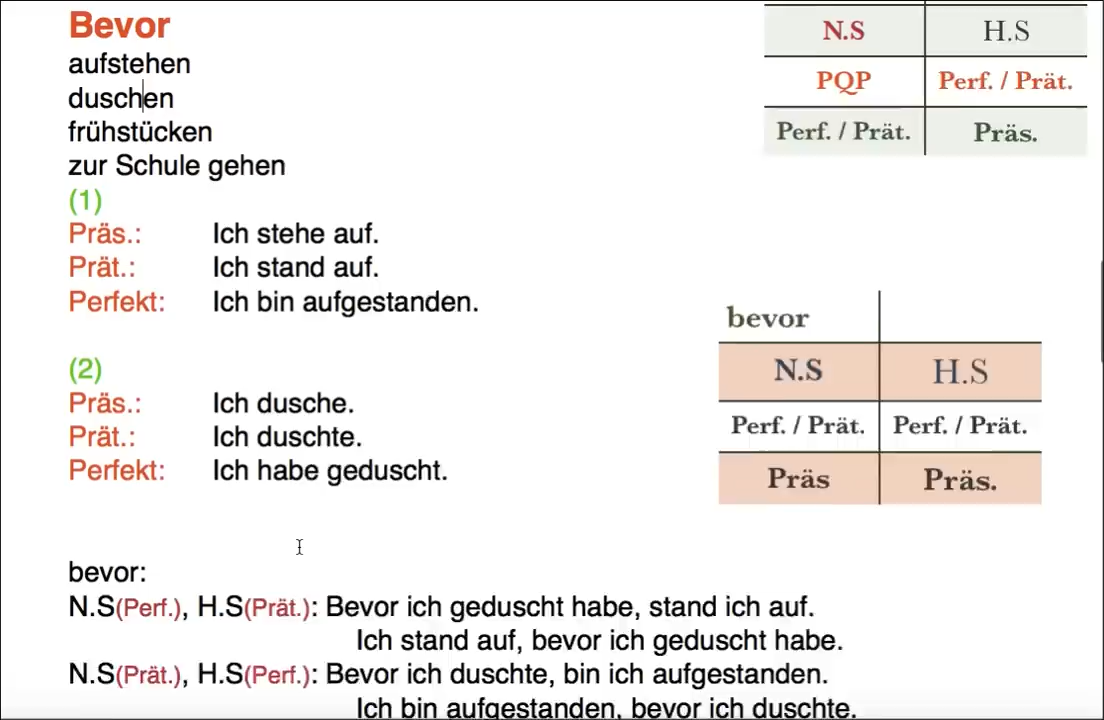 Bevor
aufstehen
duschen
frühstücken
zur Schule gehen
(1)
Präs.: Ich stehe auf.
Prät.: Ich stand auf.
Perfekt: Ich bin aufgestanden.
(2)
Präs.: Ich dusche.
Prät.: Ich duschte.
Perfekt: Ich habe geduscht.
bevor:
N.S(Perf.), H.S(Prät.): Bevor ich geduscht habe, stand ich auf.
Ich stand auf, bevor ich geduscht habe.
N.S(Prät.), H.S(Perf.): Bevor ich duschte, bin ich aufgestanden.
Ich bin aufgestanden, bevor ich duschte.
N.S H.S
PQP Perf. / Prät.
Perf. / Prät. Präs.
bevor
N.S H.S
Perf. / Prät. Perf. / Prät.
Präs Präs.